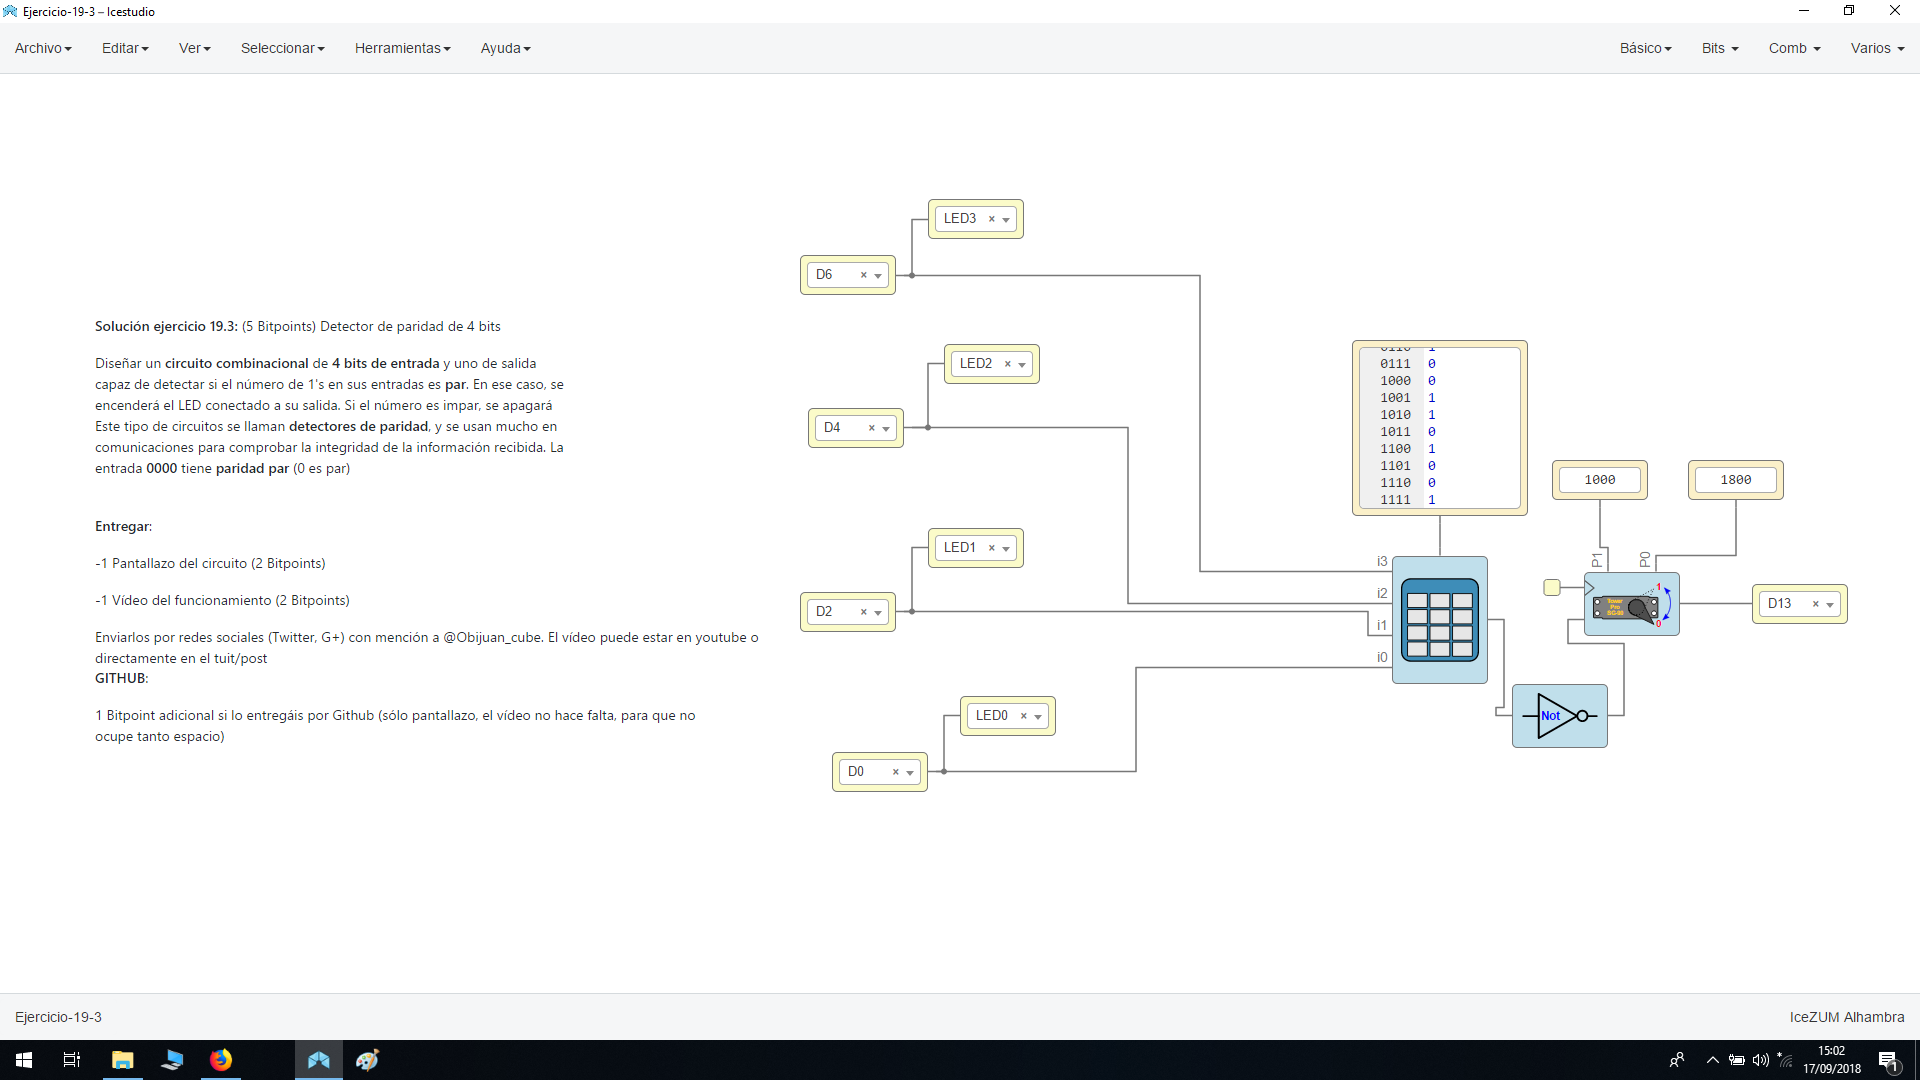 Ejercicio-19-3 – Icestudio
Archivo Editar Ver Seleccionar Herramientas Ayuda Básico Bits Comb Varios
Solución ejercicio 19.3: (5 Bitpoints) Detector de paridad de 4 bits
Diseñar un circuito combinacional de 4 bits de entrada y uno de salida
capaz de detectar si el número de 1's en sus entradas es par. En ese caso, se
encenderá el LED conectado a su salida. Si el número es impar, se apagará
Este tipo de circuitos se llaman detectores de paridad, y se usan mucho en
comunicaciones para comprobar la integridad de la información recibida. La
entrada 0000 tiene paridad par (0 es par)
Entregar:
-1 Pantallazo del circuito (2 Bitpoints)
-1 Vídeo del funcionamiento (2 Bitpoints)
Enviarlos por redes sociales (Twitter, G+) con mención a @Obijuan_cube. El vídeo puede estar en youtube o
directamente en el tuit/post
GITHUB:
1 Bitpoint adicional si lo entregáis por Github (sólo pantallazo, el vídeo no hace falta, para que no
ocupe tanto espacio)
LED3
D6
LED2
D4
LED1
D2
LED0
D0
0110 1
0111 0
1000 0
1001 1
1010 1
1011 0
1100 1
1101 0
1110 0
1111 1
i3
i2
i1
i0
1000
1800
P1
P0
Tower
Pro
SG-90
1
0
D13
Not
Ejercicio-19-3
IceZUM Alhambra
15:02
17/09/2018
1